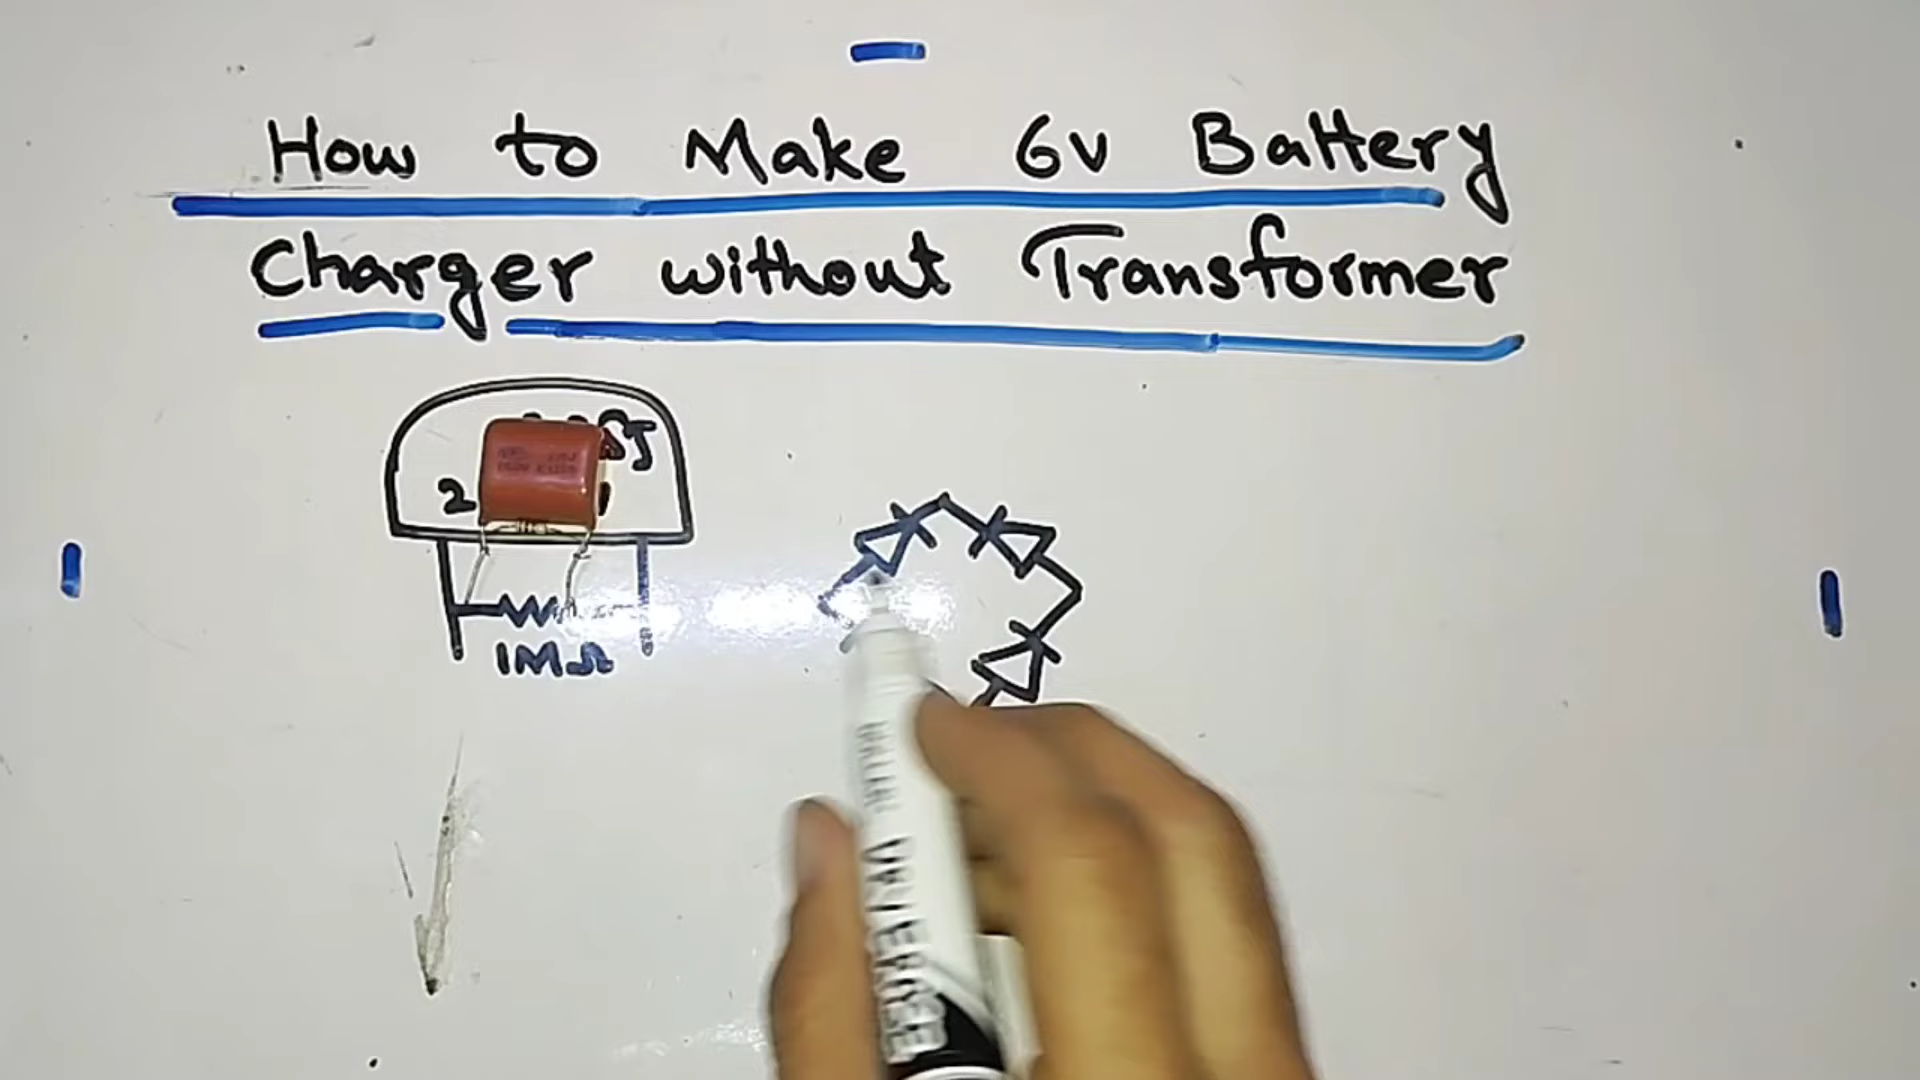 How to Make 6v Battery
Charger without Transformer
J
2
1MΩ